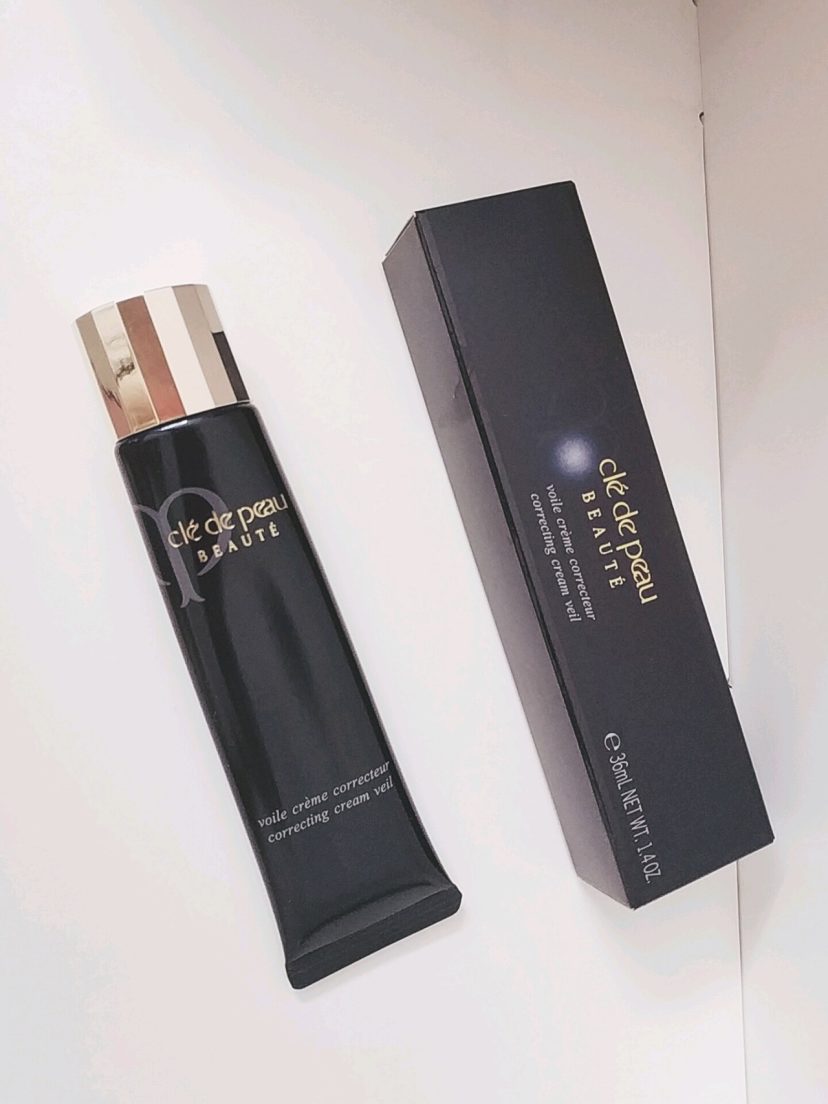 clé de peau
BEAUTÉ
voile crème correcteur
correcting cream veil
clé de peau
BEAUTÉ
voile crème correcteur
correcting cream veil
℮ 36mL NET WT. 1.4 OZ.